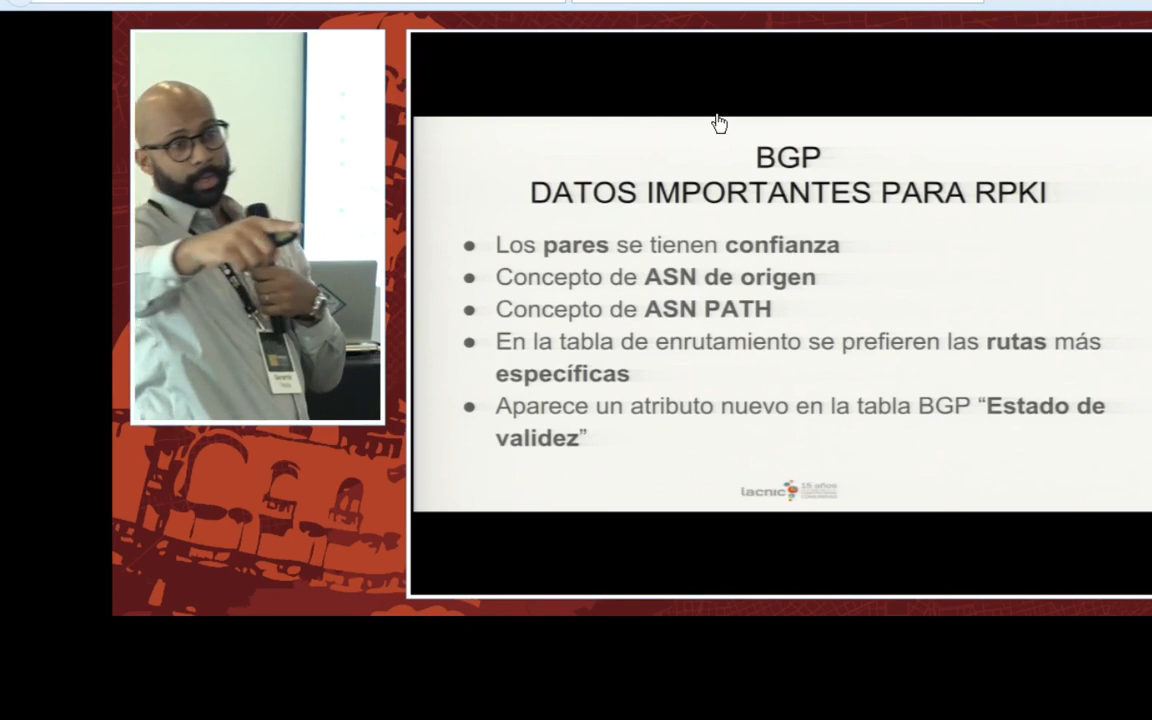 BGP
DATOS IMPORTANTES PARA RPKI
● Los pares se tienen confianza
● Concepto de ASN de origen
● Concepto de ASN PATH
● En la tabla de enrutamiento se prefieren las rutas más
específicas
● Aparece un atributo nuevo en la tabla BGP “Estado de
validez”
lacnic 15 años